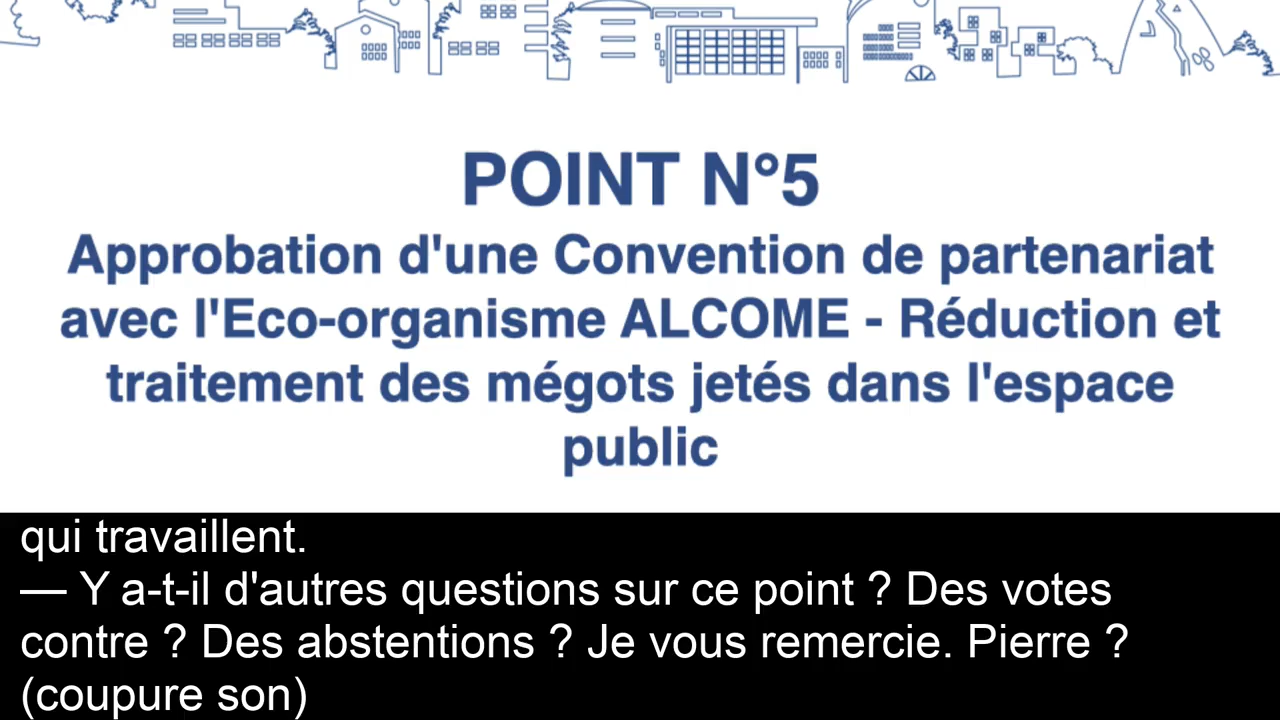 POINT N°5
Approbation d'une Convention de partenariat
avec l'Eco-organisme ALCOME - Réduction et
traitement des mégots jetés dans l'espace
public
qui travaillent.
— Y a-t-il d'autres questions sur ce point ? Des votes
contre ? Des abstentions ? Je vous remercie. Pierre ?
(coupure son)